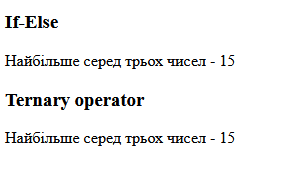 If-Else
Найбільше серед трьох чисел - 15
Ternary operator
Найбільше серед трьох чисел - 15